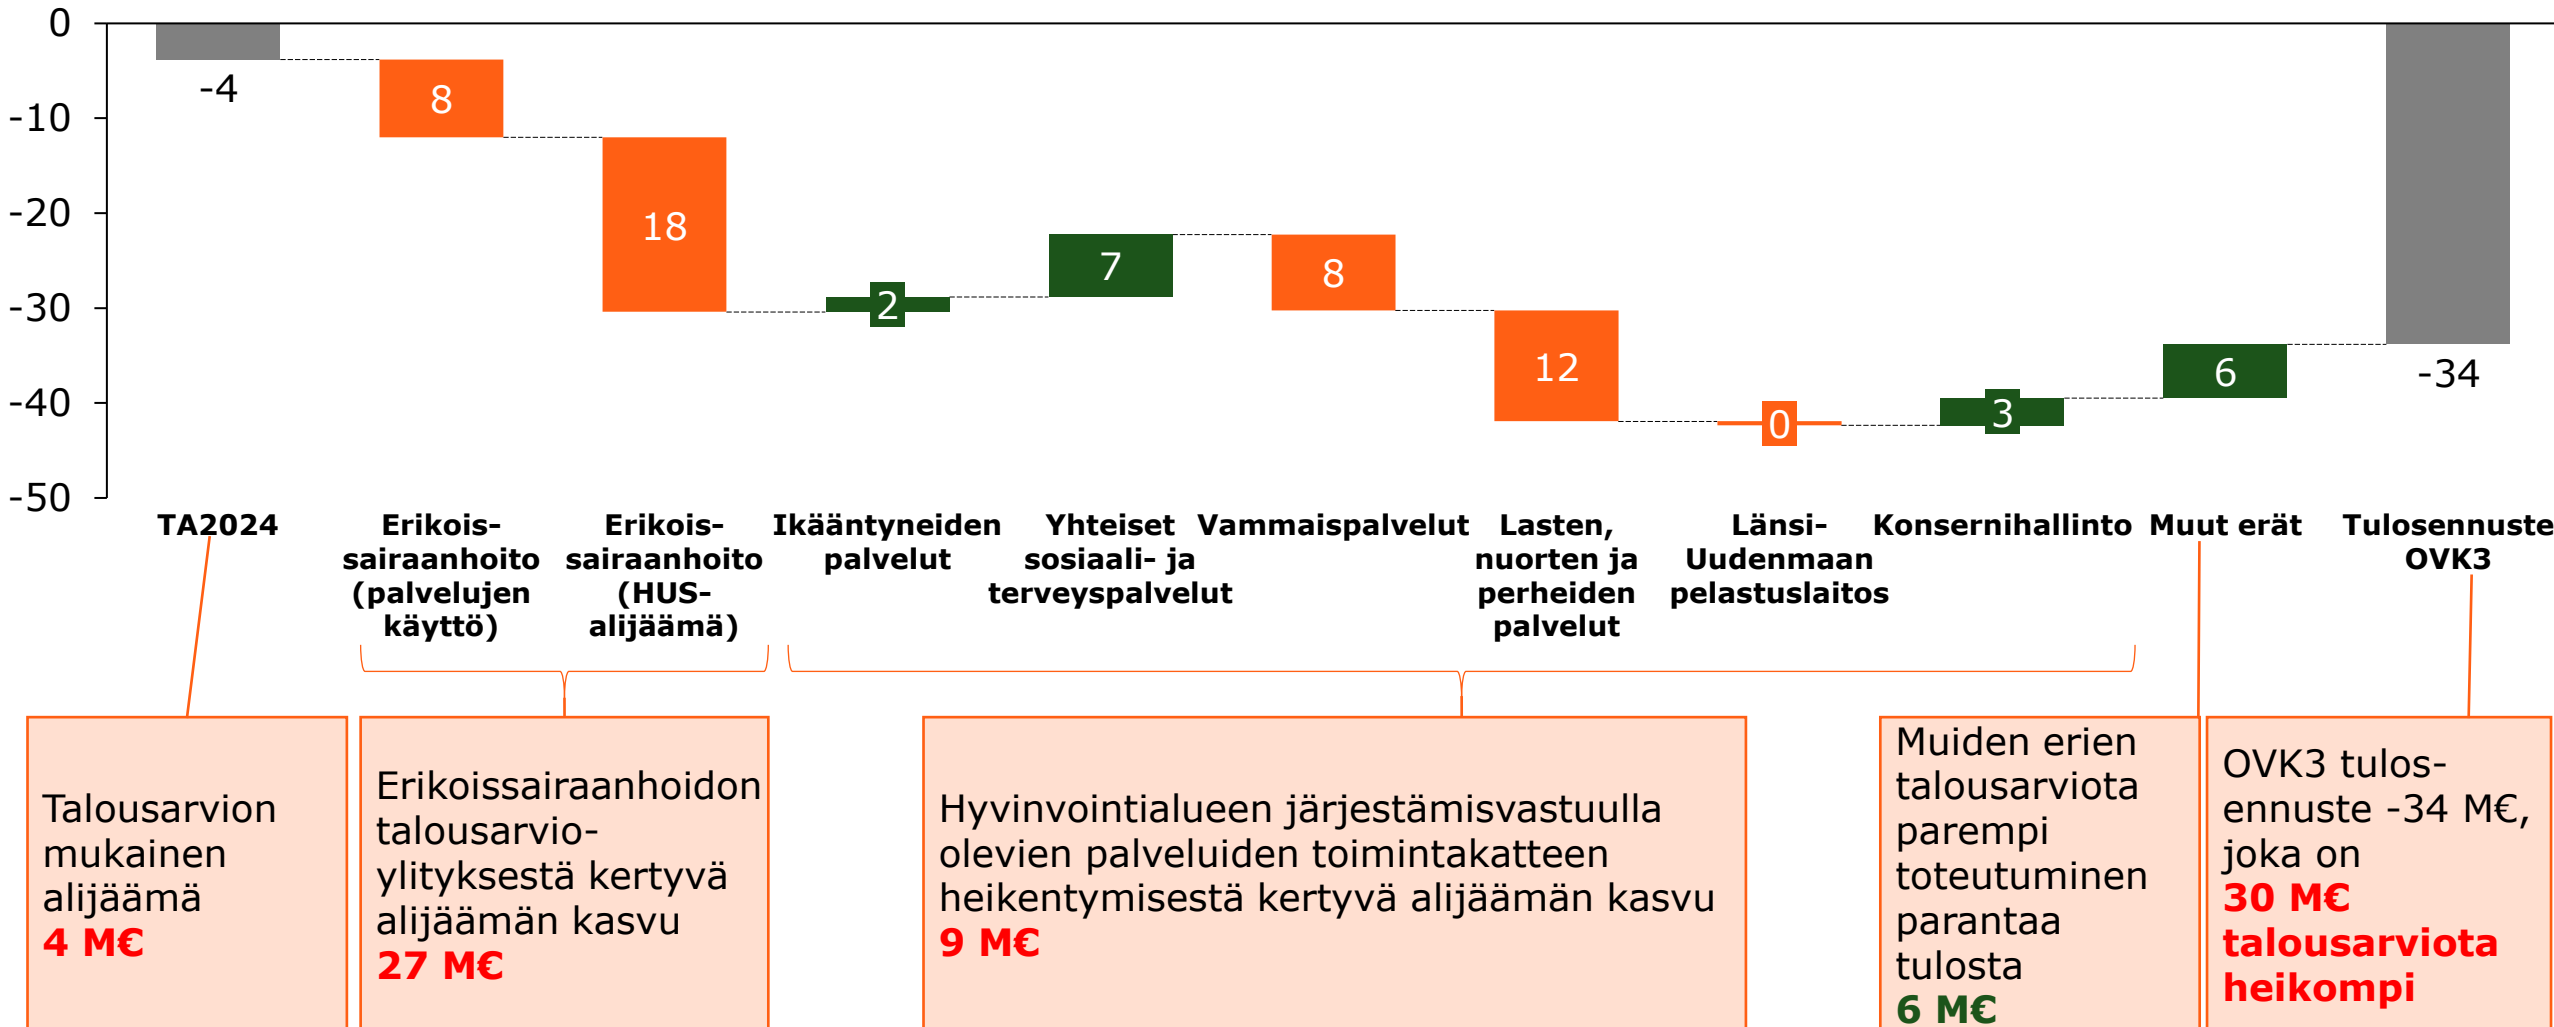 0
-10
-20
-30
-40
-50
-4
8
18
2
7
8
12
0
3
6
-34
TA2024
Erikois-
sairaanhoito
(palvelujen
käyttö)
Erikois-
sairaanhoito
(HUS-
alijäämä)
Ikääntyneiden
palvelut
Yhteiset
sosiaali- ja
terveyspalvelut
Vammaispalvelut
Lasten,
nuorten ja
perheiden
palvelut
Länsi-
Uudenmaan
pelastuslaitos
Konsernihallinto
Muut erät
Tulosennuste
OVK3
Talousarvion
mukainen
alijäämä
4 M€
Erikoissairaanhoidon
talousarvio-
ylityksestä kertyvä
alijäämän kasvu
27 M€
Hyvinvointialueen järjestämisvastuulla
olevien palveluiden toimintakatteen
heikentymisestä kertyvä alijäämän kasvu
9 M€
Muiden erien
talousarviota
parempi
toteutuminen
parantaa
tulosta
6 M€
OVK3 tulos-
ennuste -34 M€,
joka on
30 M€
talousarviota
heikompi